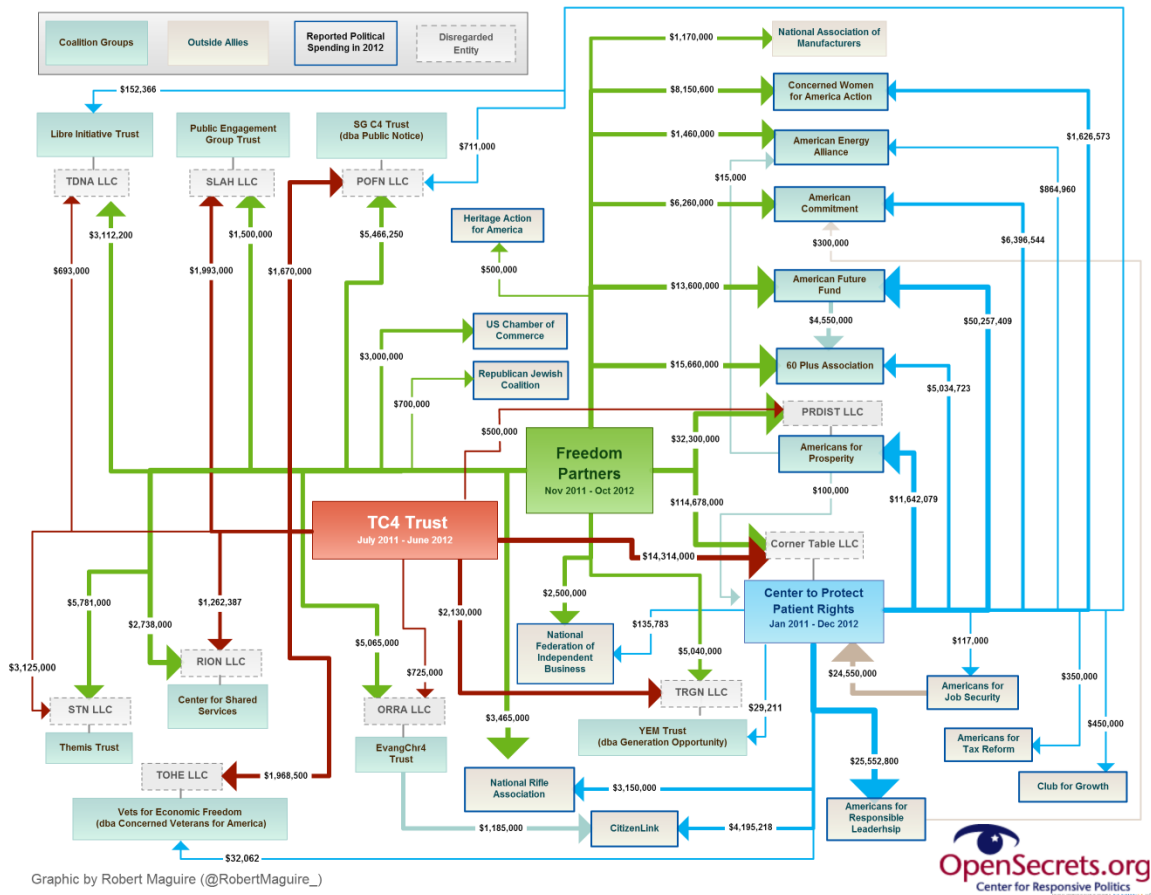 Coalition Groups
Outside Allies
Reported Political
Spending in 2012
Disregarded
Entity
$152,366
$711,000
$1,170,000
National Association of
Manufacturers
$8,150,600
Concerned Women
for America Action
$1,626,573
Libre Initiative Trust
Public Engagement
Group Trust
SG C4 Trust
(dba Public Notice)
$1,460,000
American Energy
Alliance
$15,000
$864,960
TDNA LLC
SLAH LLC
POFN LLC
$6,260,000
American
Commitment
$6,396,544
$300,000
Heritage Action
for America
$500,000
$3,112,200
$1,500,000
$5,466,250
$693,000
$1,993,000
$1,670,000
$13,600,000
American Future
Fund
$50,257,409
$4,550,000
US Chamber of
Commerce
$3,000,000
$15,660,000
60 Plus Association
$5,034,723
Republican Jewish
Coalition
$700,000
$500,000
PRDIST LLC
$32,300,000
Freedom
Partners
Nov 2011 - Oct 2012
Americans for
Prosperity
$11,642,079
$100,000
$114,678,000
TC4 Trust
July 2011 - June 2012
$14,314,000
Corner Table LLC
Center to Protect
Patient Rights
Jan 2011 - Dec 2012
$5,781,000
$2,738,000
$1,262,387
$2,130,000
$2,500,000
$135,783
$5,065,000
$725,000
$3,125,000
National
Federation of
Independent
Business
$5,040,000
$117,000
$24,550,000
$350,000
$450,000
RION LLC
Center for Shared
Services
STN LLC
Themis Trust
ORRA LLC
EvangChr4
Trust
$3,465,000
TRGN LLC
YEM Trust
(dba Generation Opportunity)
$29,211
Americans for
Job Security
Americans for
Tax Reform
Club for Growth
TOHE LLC
$1,968,500
Vets for Economic Freedom
(dba Concerned Veterans for America)
National Rifle
Association
$3,150,000
$25,552,800
$1,185,000
CitizenLink
$4,195,218
Americans for
Responsible
Leaderhsip
$32,062
Graphic by Robert Maguire (@RobertMaguire_)
OpenSecrets.org
Center for Responsive Politics